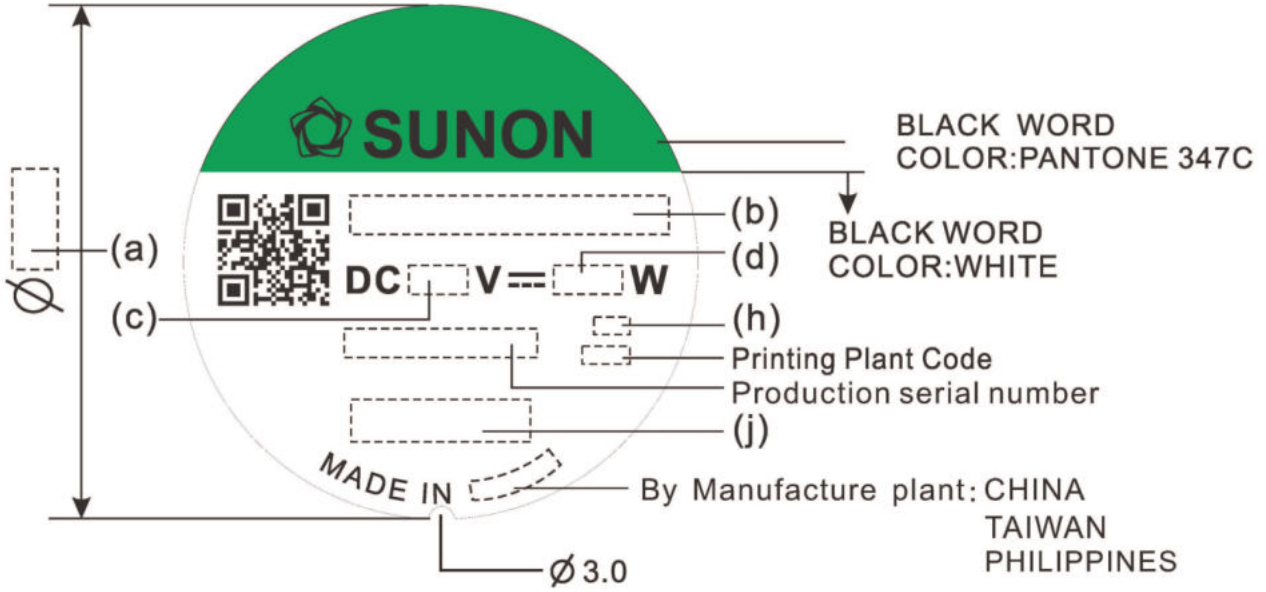 SUNON
BLACK WORD
COLOR:PANTONE 347C
(b)
BLACK WORD
COLOR:WHITE
(a)
(d)
DC V W
(c)
(h)
Printing Plant Code
Production serial number
(j)
MADE IN
By Manufacture plant: CHINA
TAIWAN
PHILIPPINES
Ø
Ø3.0